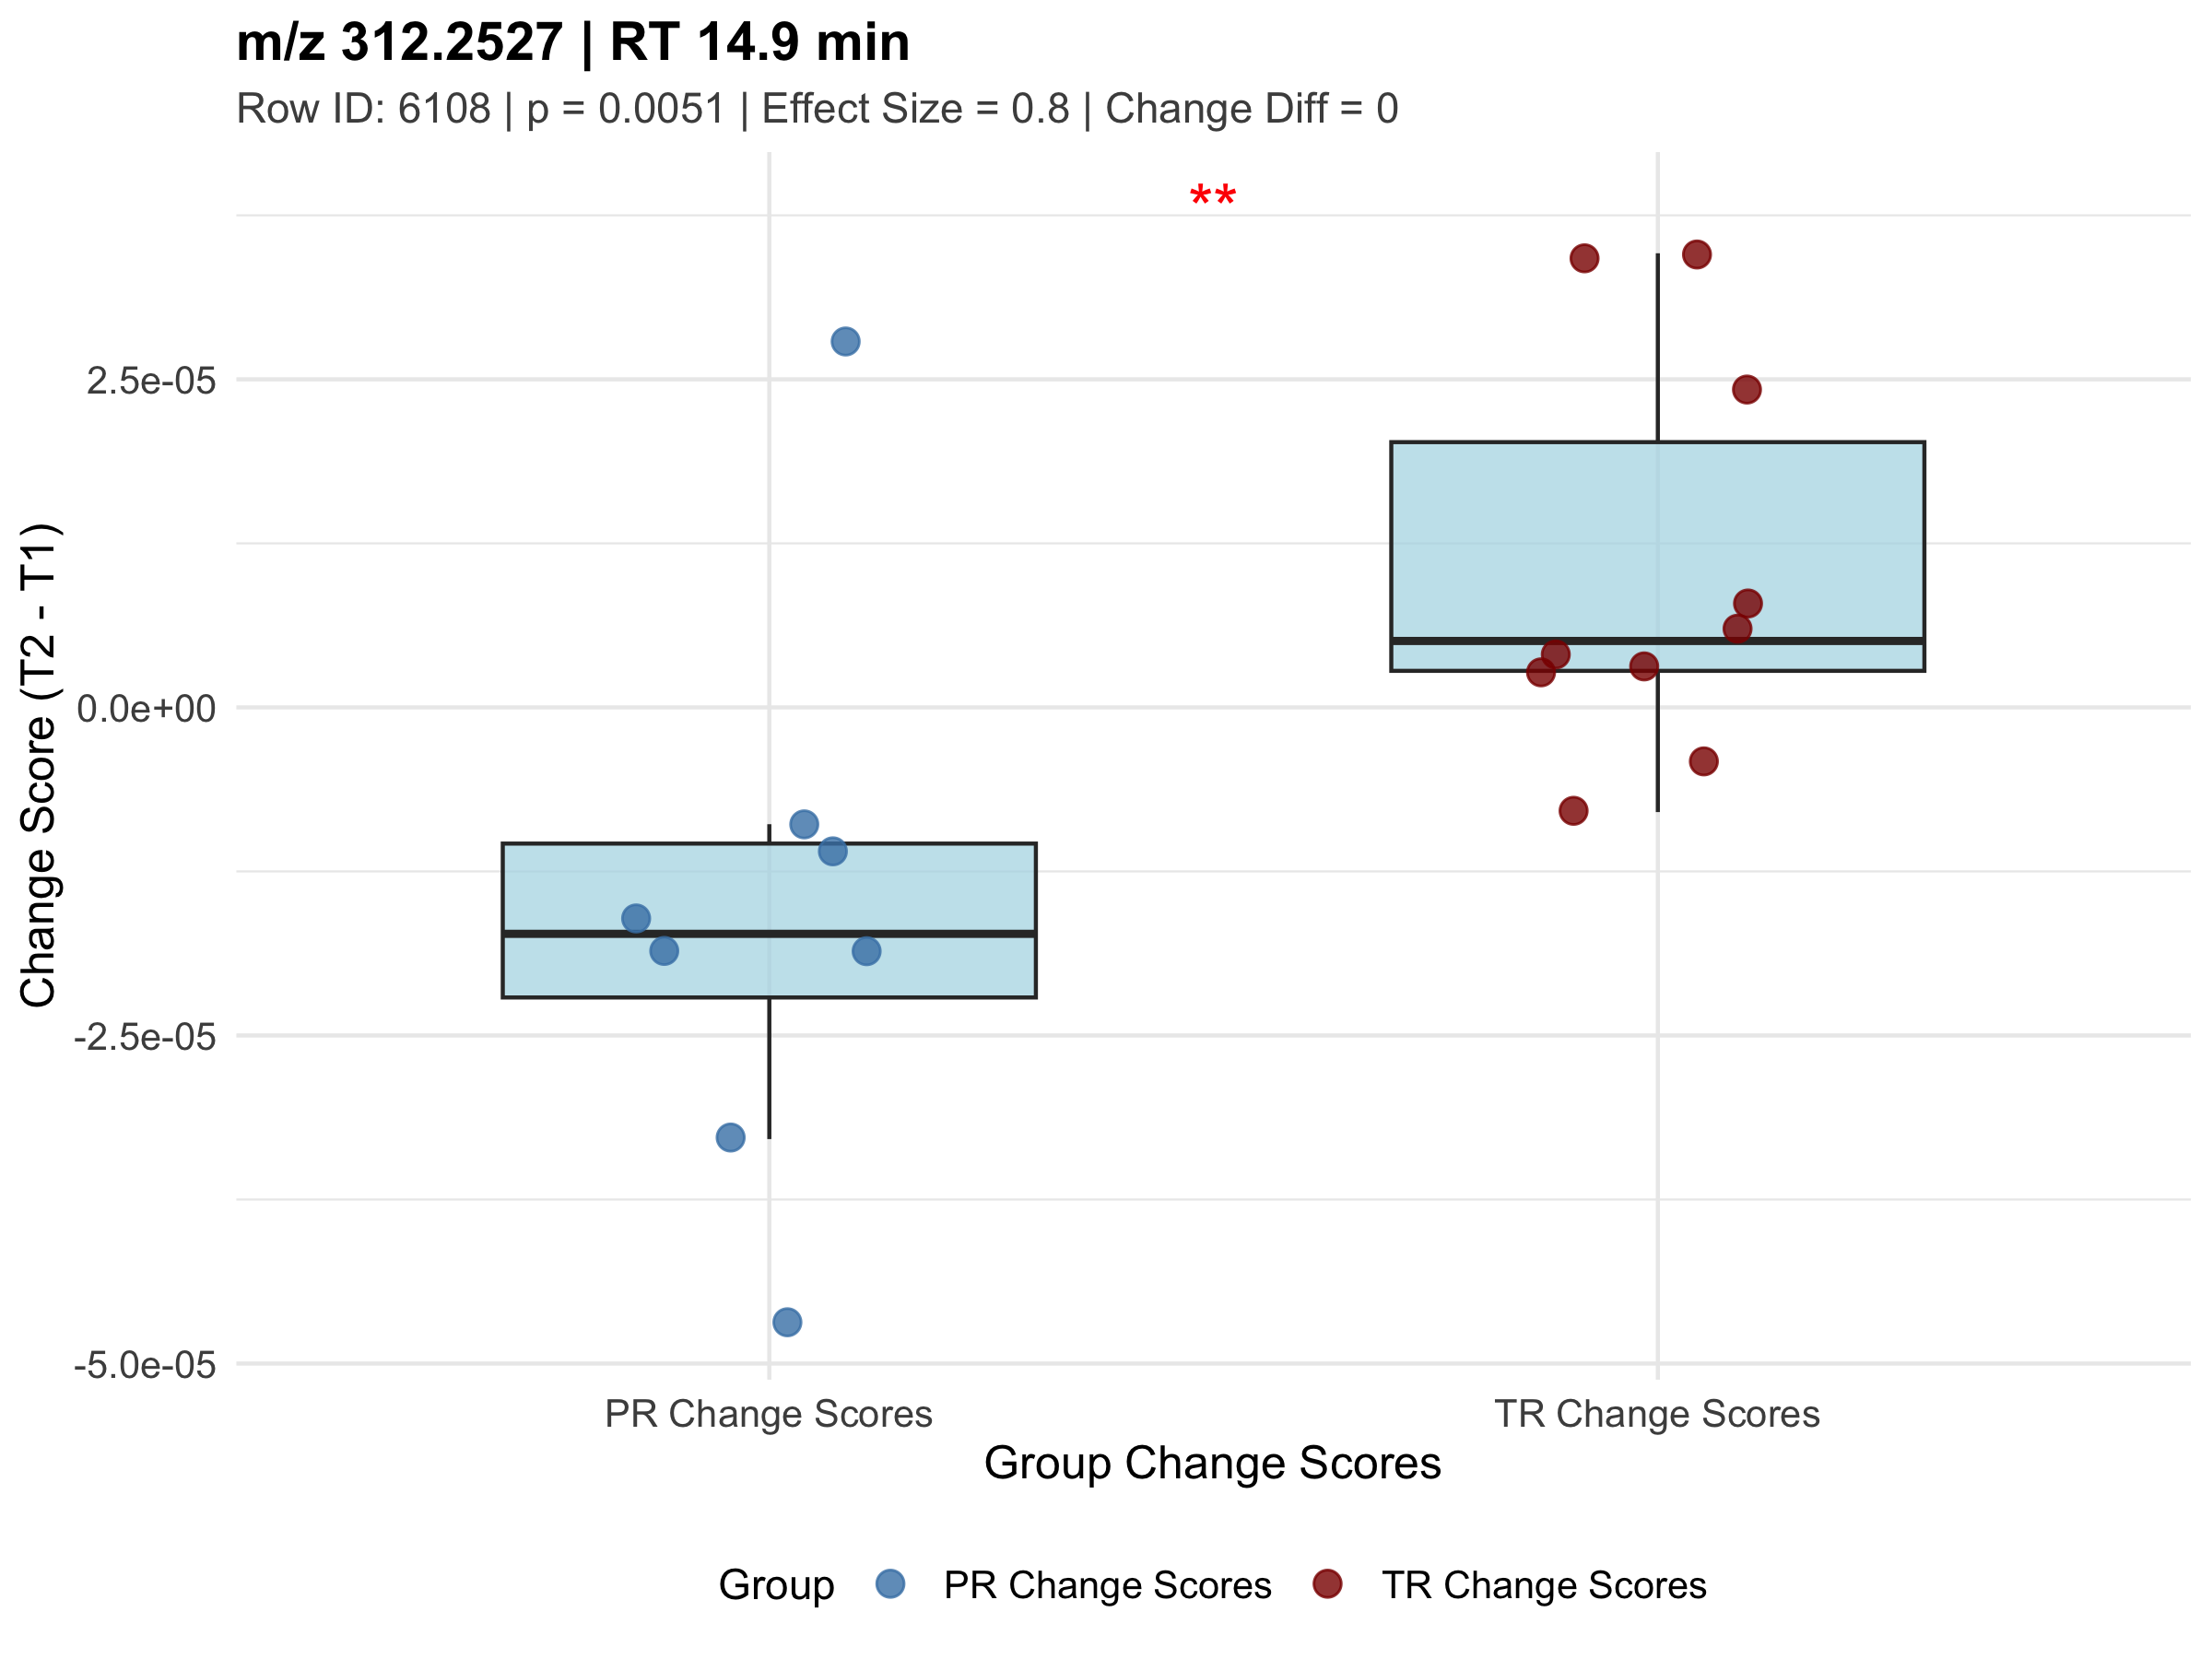 m/z 312.2527 | RT 14.9 min
Row ID: 6108 | p = 0.0051 | Effect Size = 0.8 | Change Diff = 0
**
Change Score (T2 - T1)
2.5e-05
0.0e+00
-2.5e-05
-5.0e-05
PR Change Scores
TR Change Scores
Group Change Scores
Group PR Change Scores TR Change Scores